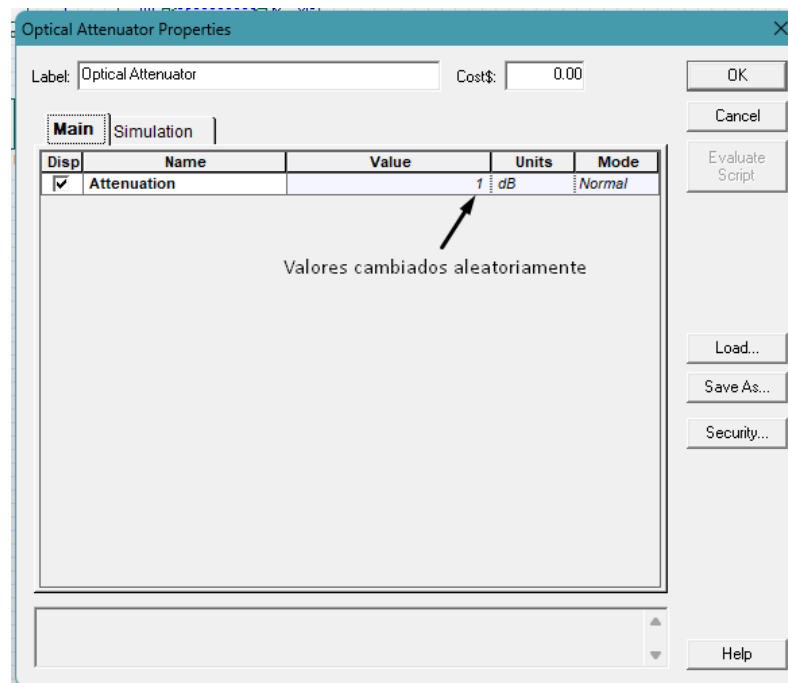 Optical Attenuator Properties
Label: Optical Attenuator Cost$: 0.00 OK
Cancel
Main Simulation
Evaluate
Script
Disp Name Value Units Mode
Attenuation 1 dB Normal
Valores cambiados aleatoriamente
Load...
Save As...
Security...
Help